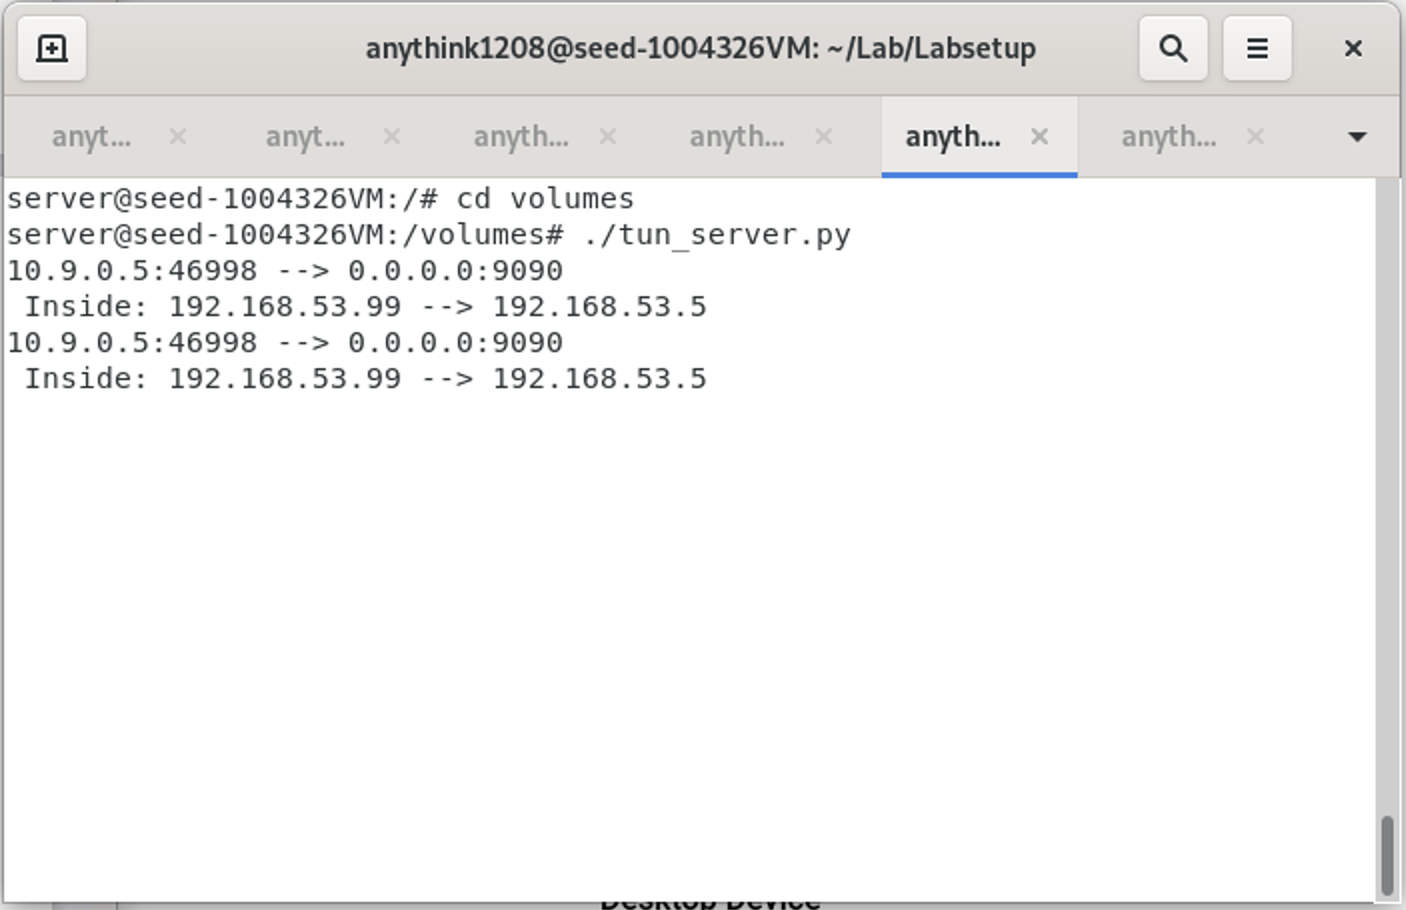 anythink1208@seed-1004326VM: ~/Lab/Labsetup
anyt... anyt... anyth... anyth... anyth... anyth...
server@seed-1004326VM:/# cd volumes
server@seed-1004326VM:/volumes# ./tun_server.py
10.9.0.5:46998 --> 0.0.0.0:9090
 Inside: 192.168.53.99 --> 192.168.53.5
10.9.0.5:46998 --> 0.0.0.0:9090
 Inside: 192.168.53.99 --> 192.168.53.5
Desktop Device